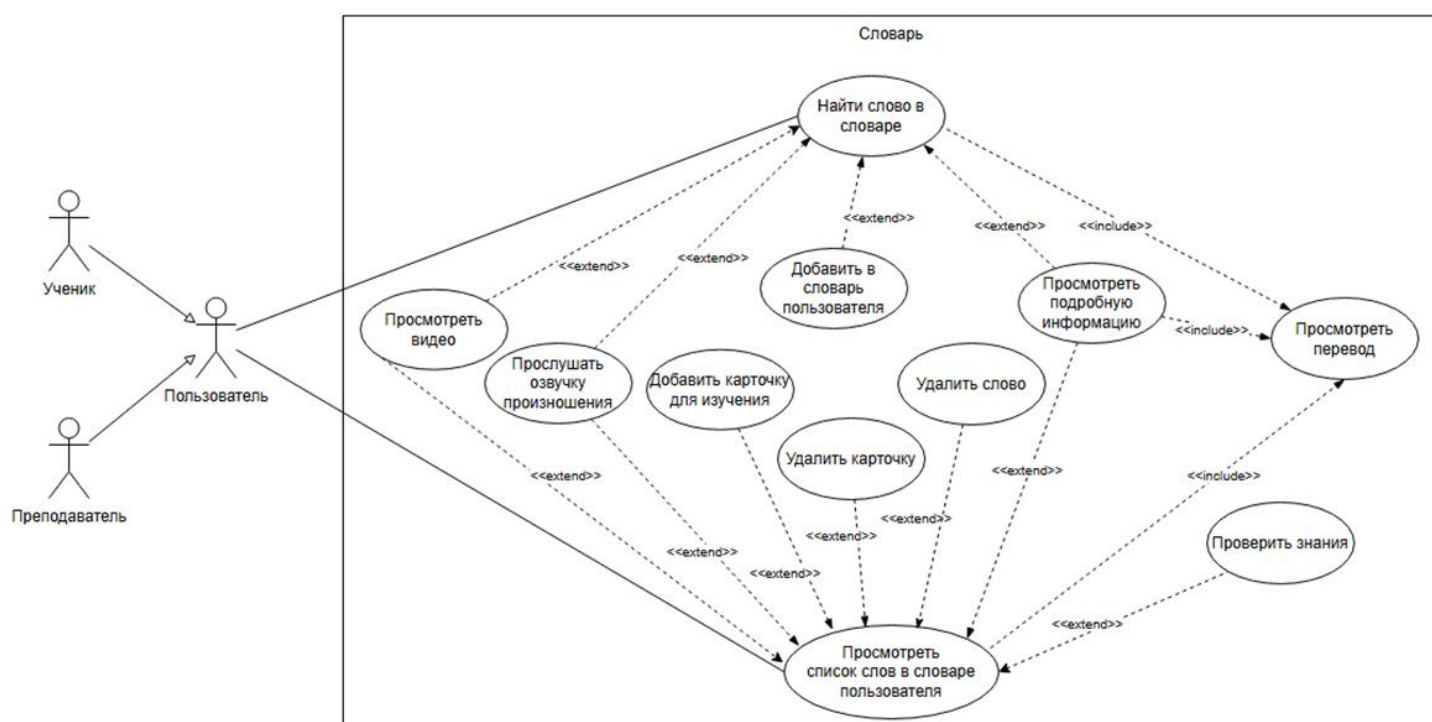 Словарь
Найти слово в
словаре
<<extend>>
<<extend>>
<<include>>
Ученик
<<extend>>
<<extend>>
Добавить в
словарь
пользователя
Просмотреть
подробную
информацию
Просмотреть
видео
<<include>>
Просмотреть
перевод
Пользователь
Прослушать
озвучку
произношения
Добавить карточку
для изучения
Удалить слово
Удалить карточку
<<extend>>
<<extend>>
<<include>>
Преподаватель
<<extend>>
<<extend>>
<<extend>>
<<extend>>
Проверить знания
<<extend>>
Просмотреть
список слов в словаре
пользователя